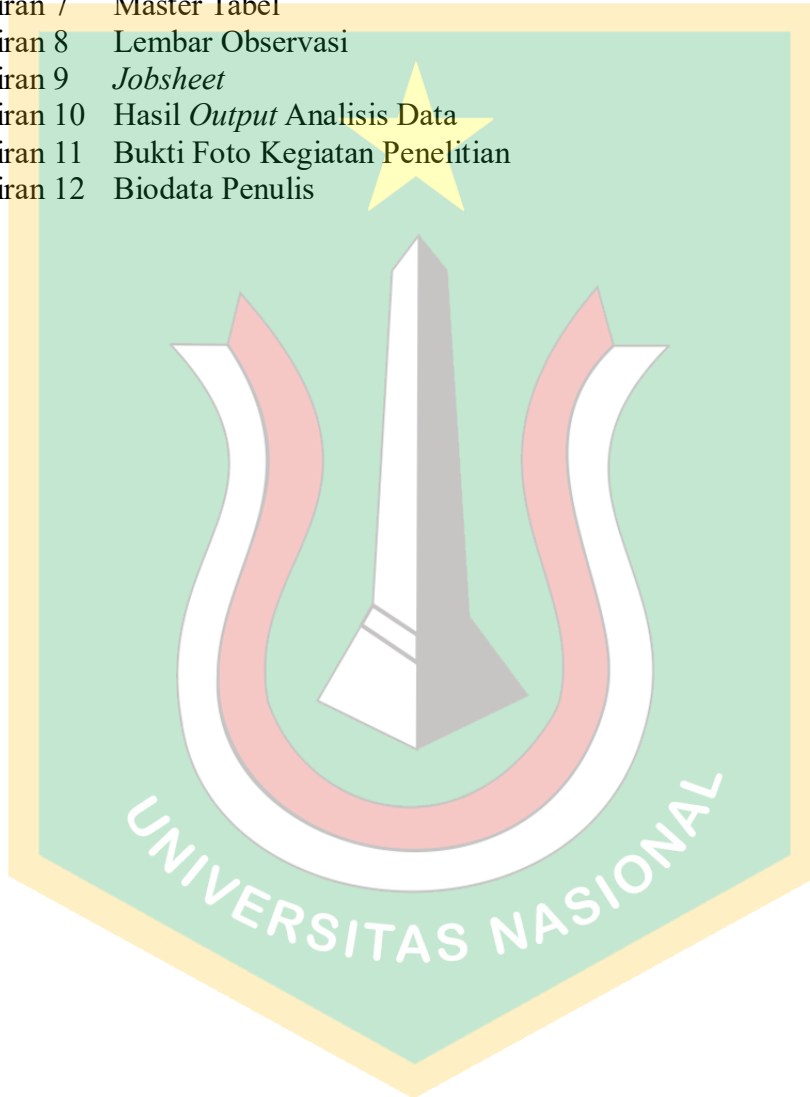 iran 7 Master Tabel
iran 8 Lembar Observasi
iran 9 Jobsheet
iran 10 Hasil Output Analisis Data
iran 11 Bukti Foto Kegiatan Penelitian
iran 12 Biodata Penulis
UNIVERSITAS NASIONAL